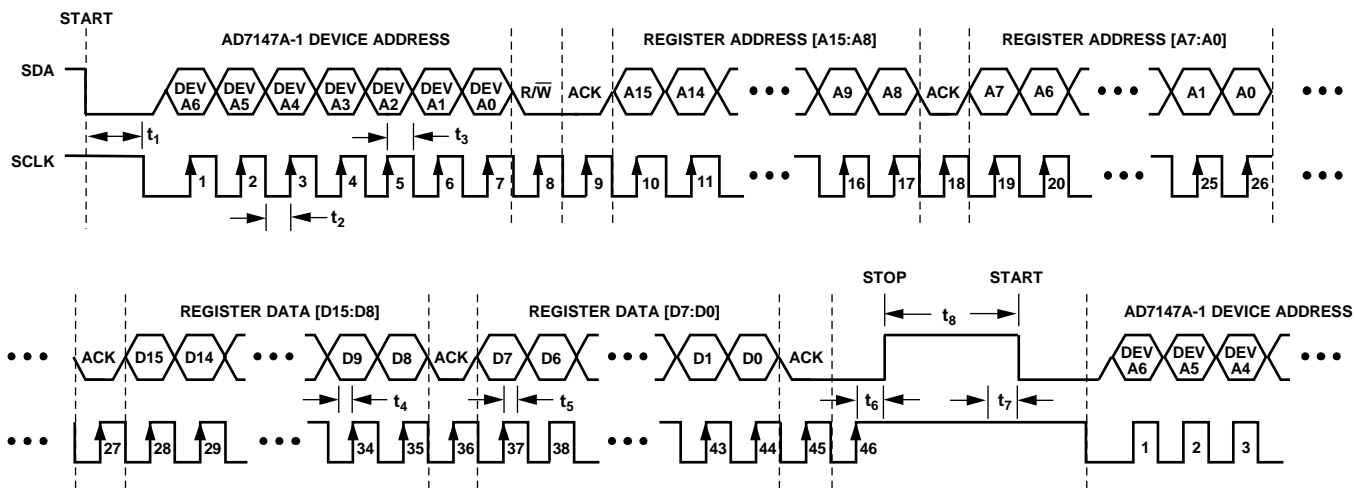 START
AD7147A-1 DEVICE ADDRESS REGISTER ADDRESS [A15:A8] REGISTER ADDRESS [A7:A0]
SDA DEV A6 DEV A5 DEV A4 DEV A3 DEV A2 DEV A1 DEV A0 R/W ACK A15 A14 A9 A8 ACK A7 A6 A1 A0
t1 t3
SCLK 1 2 3 4 5 6 7 8 9 10 11 16 17 18 19 20 25 26
t2
STOP START
REGISTER DATA [D15:D8] REGISTER DATA [D7:D0] t8 AD7147A-1 DEVICE ADDRESS
ACK D15 D14 D9 D8 ACK D7 D6 D1 D0 ACK DEV A6 DEV A5 DEV A4
t4 t5 t6 t7
27 28 29 34 35 36 37 38 43 44 45 46 1 2 3